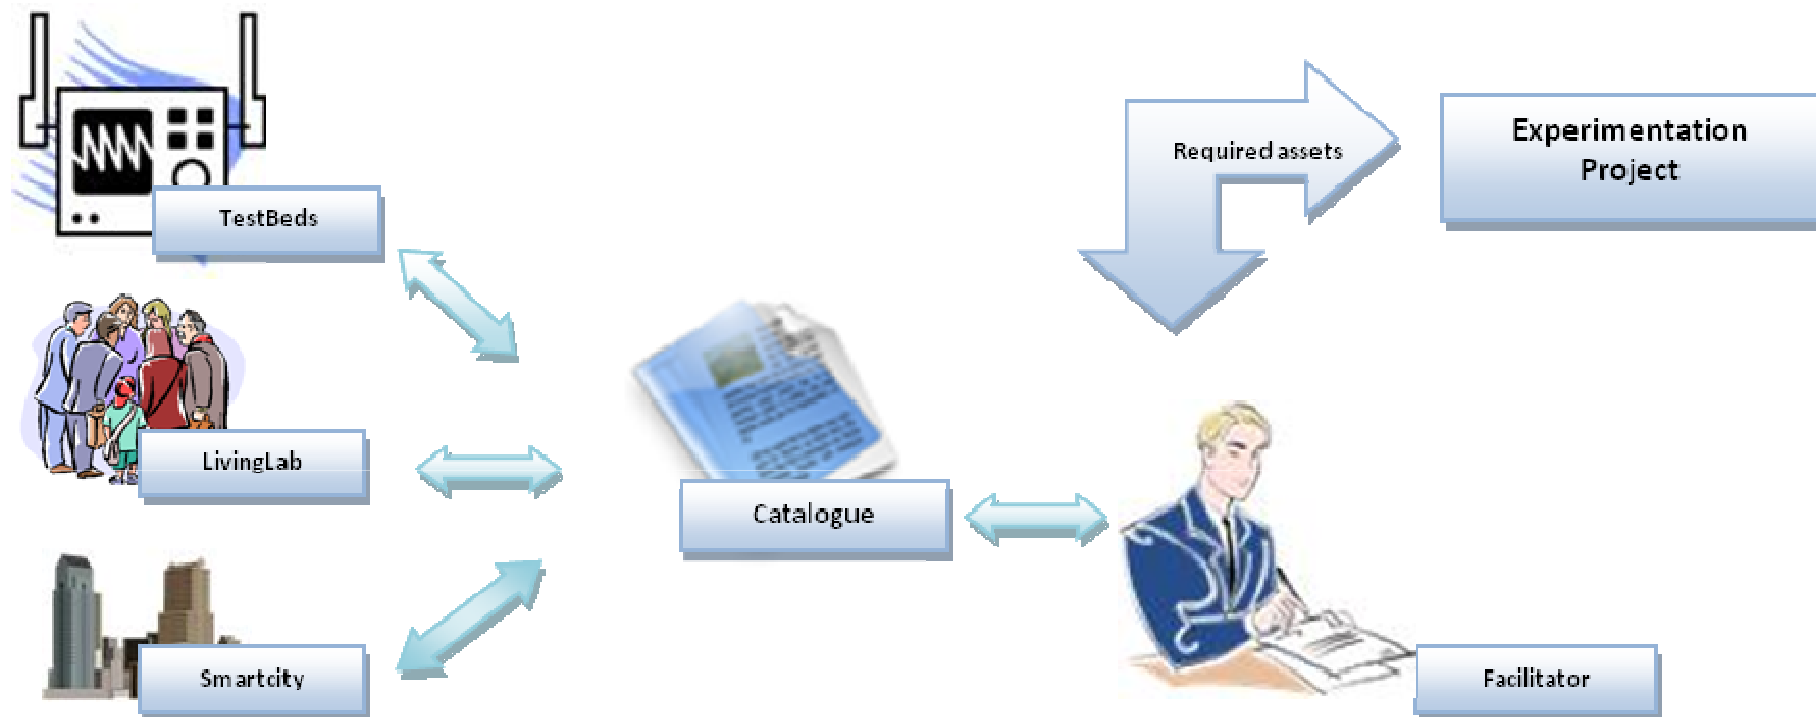 TestBeds
LivingLab
Smartcity
Catalogue
Required assets
Experimentation
Project
Facilitator